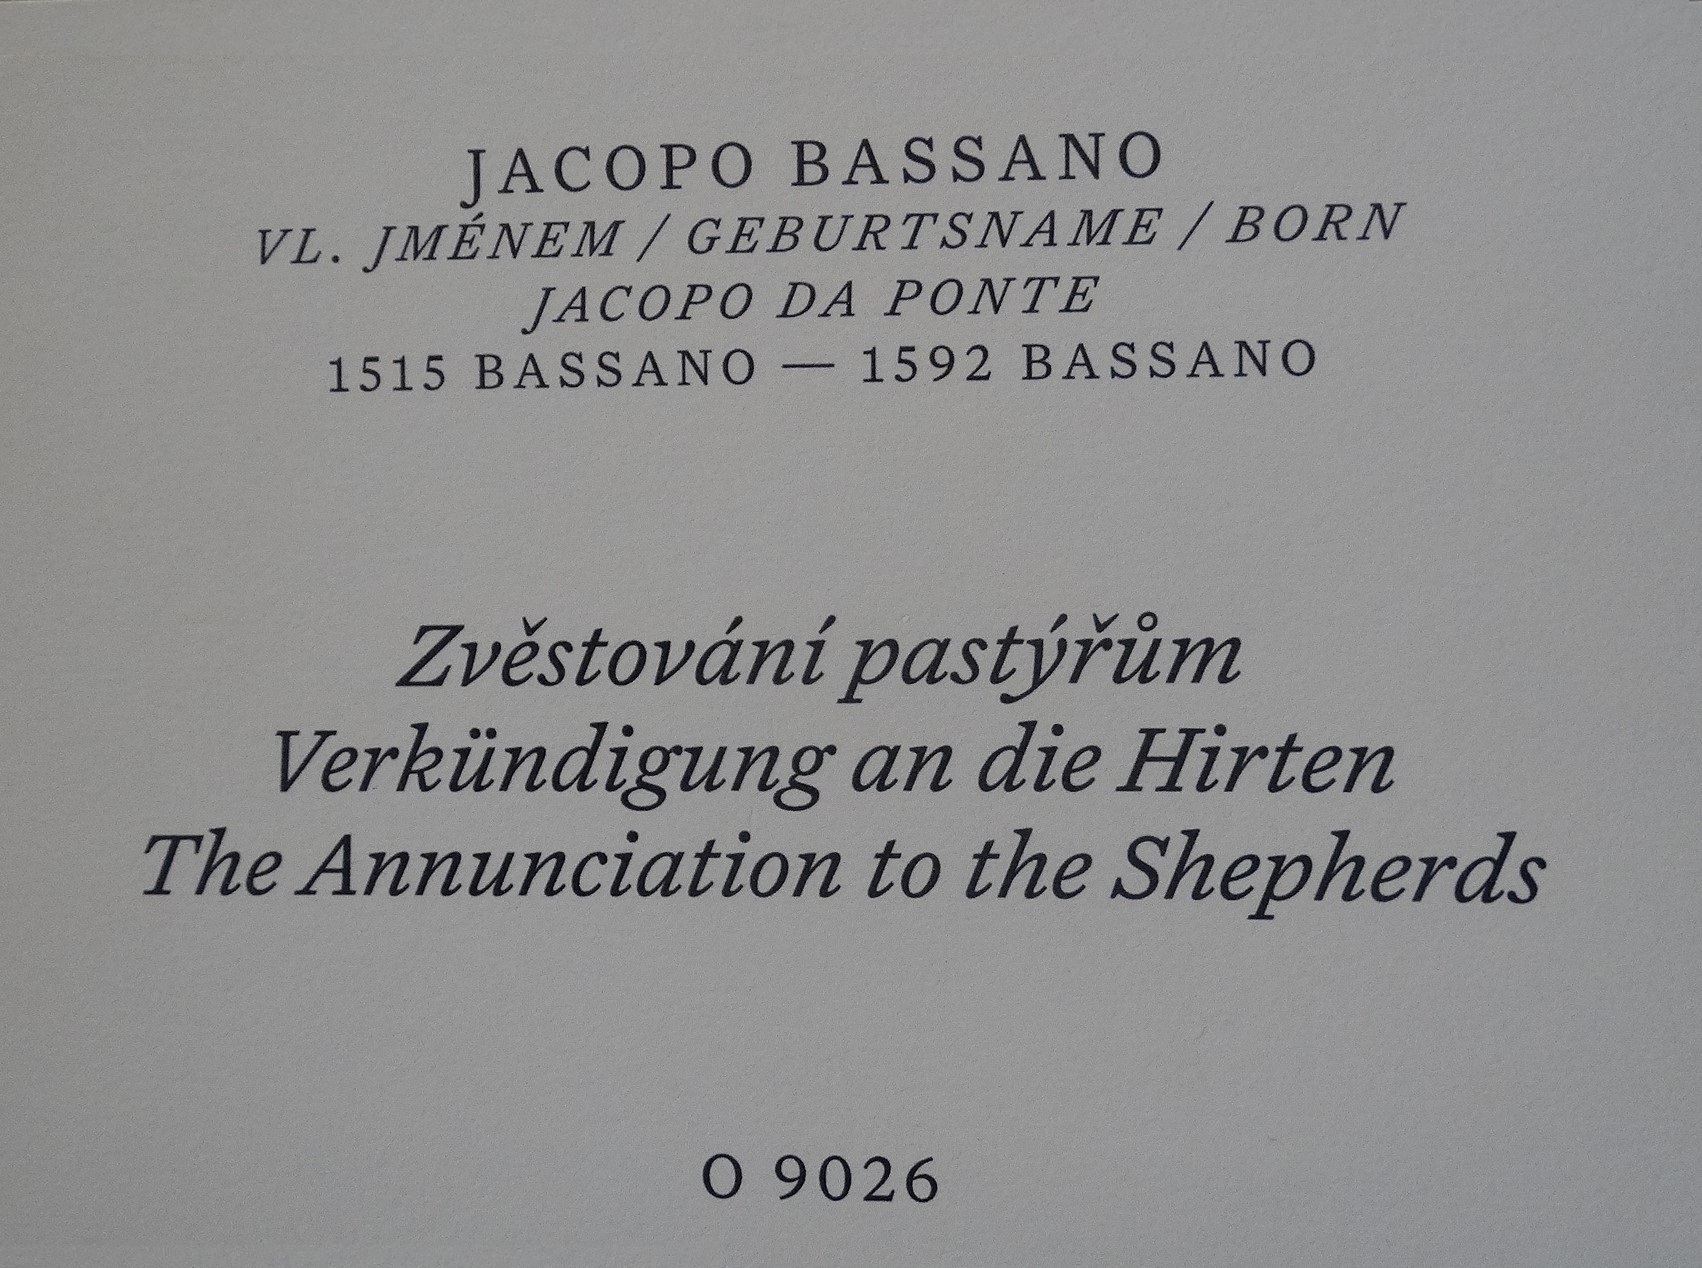 JACOPO BASSANO
VL. JMÉNEM / GEBURTSNAME / BORN
JACOPO DA PONTE
1515 BASSANO — 1592 BASSANO
Zvěstování pastýřům
Verkündigung an die Hirten
The Annunciation to the Shepherds
O 9026